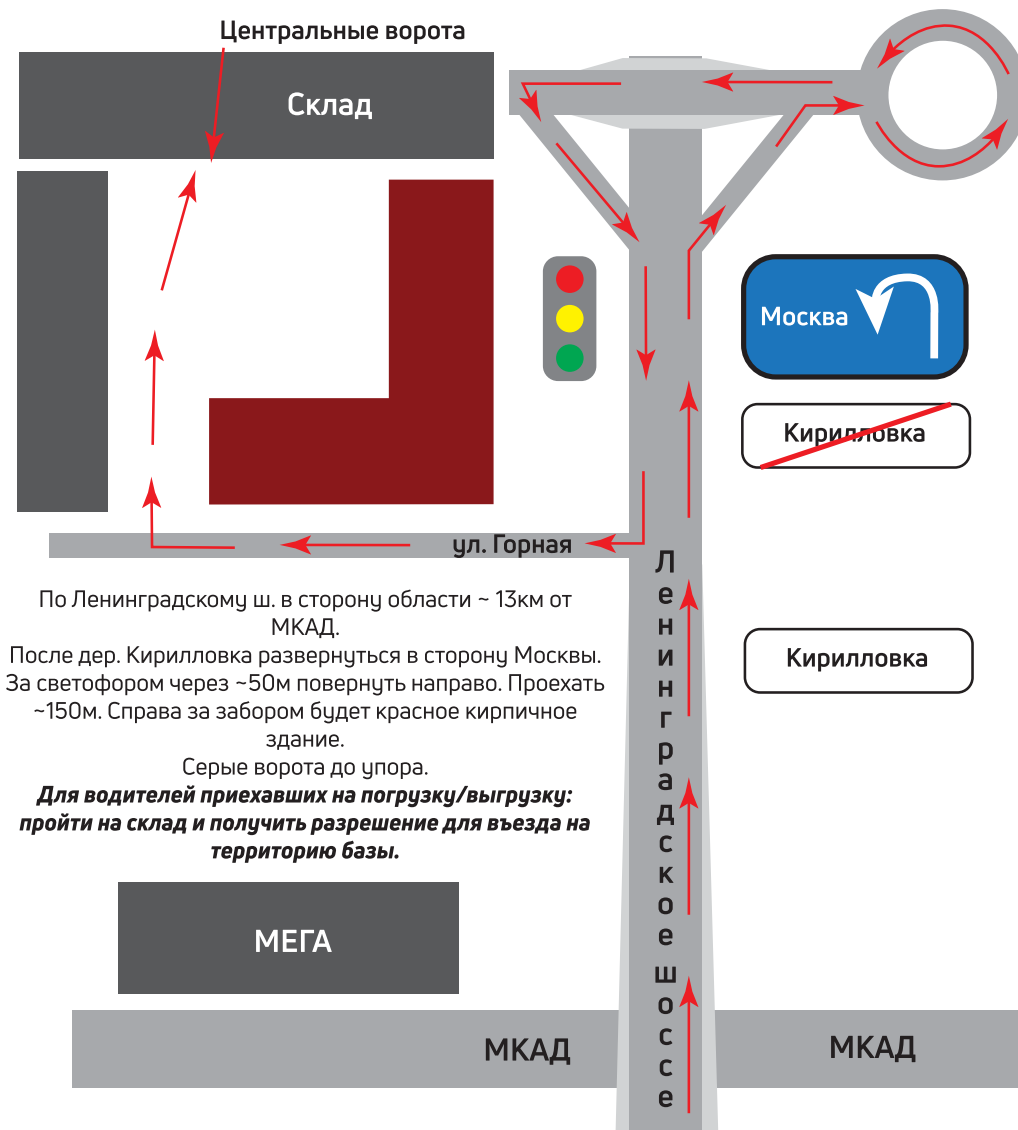 Центральные ворота
Склад
Москва
Кирилловка
ул. Горная
Ленинградское шоссе
Кирилловка
По Ленинградскому ш. в сторону области ~ 13км от
МКАД.
После дер. Кирилловка развернуться в сторону Москвы.
За светофором через ~50м повернуть направо. Проехать
~150м. Справа за забором будет красное кирпичное
здание.
Серые ворота до упора.
Для водителей приехавших на погрузку/выгрузку:
пройти на склад и получить разрешение для въезда на
территорию базы.
МЕГА
МКАД
МКАД